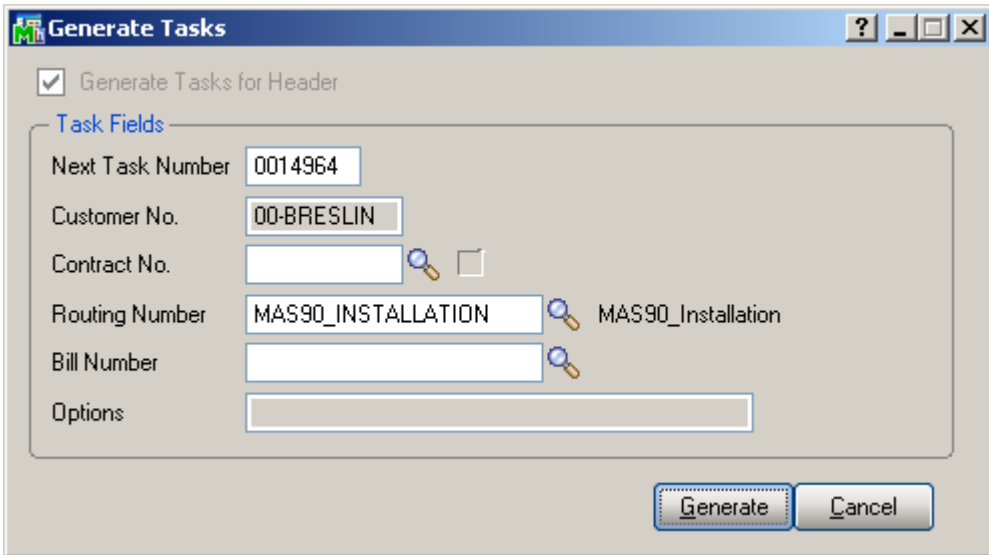 Generate Tasks
Generate Tasks for Header
Task Fields
Next Task Number 0014964
Customer No. 00-BRESLIN
Contract No.
Routing Number MAS90_INSTALLATION MAS90_Installation
Bill Number
Options
Generate Cancel